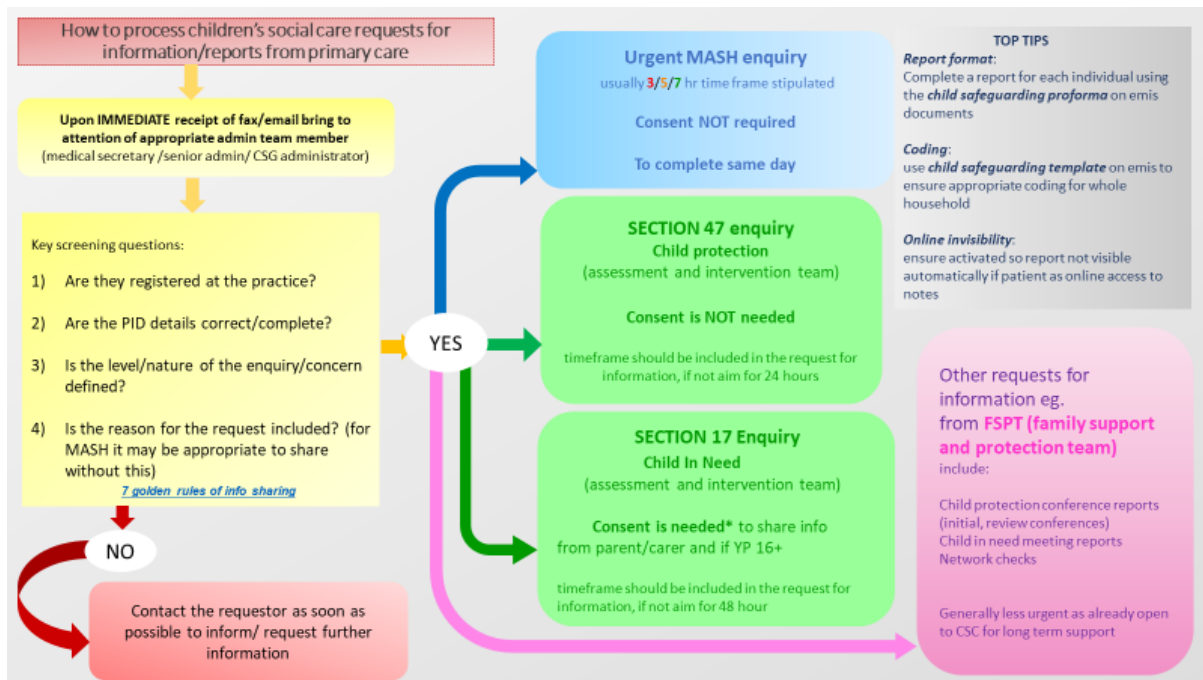 How to process children's social care requests for
information/reports from primary care
Upon IMMEDIATE receipt of fax/email bring to
attention of appropriate admin team member
(medical secretary /senior admin/ CSG administrator)
Key screening questions:
1) Are they registered at the practice?
2) Are the PID details correct/complete?
3) Is the level/nature of the enquiry/concern
defined?
4) Is the reason for the request included? (for
MASH it may be appropriate to share
without this)
7 golden rules of info sharing
NO
Contact the requestor as soon as
possible to inform/ request further
information
YES
Urgent MASH enquiry
usually 3/5/7 hr time frame stipulated
Consent NOT required
To complete same day
SECTION 47 enquiry
Child protection
(assessment and intervention team)
Consent is NOT needed
timeframe should be included in the request for
information, if not aim for 24 hours
SECTION 17 Enquiry
Child In Need
(assessment and intervention team)
Consent is needed* to share info
from parent/carer and if YP 16+
timeframe should be included in the request for
information, if not aim for 48 hour
TOP TIPS
Report format:
Complete a report for each individual using
the child safeguarding proforma on emis
documents
Coding:
use child safeguarding template on emis to
ensure appropriate coding for whole
household
Online invisibility:
ensure activated so report not visible
automatically if patient as online access to
notes
Other requests for
information eg.
from FSPT (family support
and protection team)
include:
Child protection conference reports
(initial, review conferences)
Child in need meeting reports
Network checks
Generally less urgent as already open
to CSC for long term support